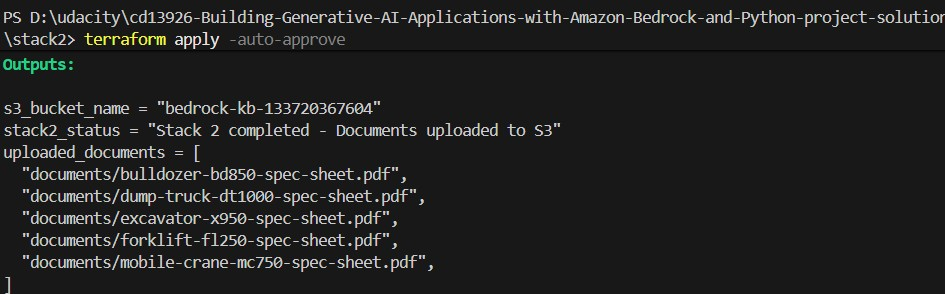 PS D:\udacity\cd13926-Building-Generative-AI-Applications-with-Amazon-Bedrock-and-Python-project-solution
\stack2> terraform apply -auto-approve
Outputs:
s3_bucket_name = "bedrock-kb-133720367604"
stack2_status = "Stack 2 completed - Documents uploaded to S3"
uploaded_documents = [
  "documents/bulldozer-bd850-spec-sheet.pdf",
  "documents/dump-truck-dt1000-spec-sheet.pdf",
  "documents/excavator-x950-spec-sheet.pdf",
  "documents/forklift-fl250-spec-sheet.pdf",
  "documents/mobile-crane-mc750-spec-sheet.pdf",
]